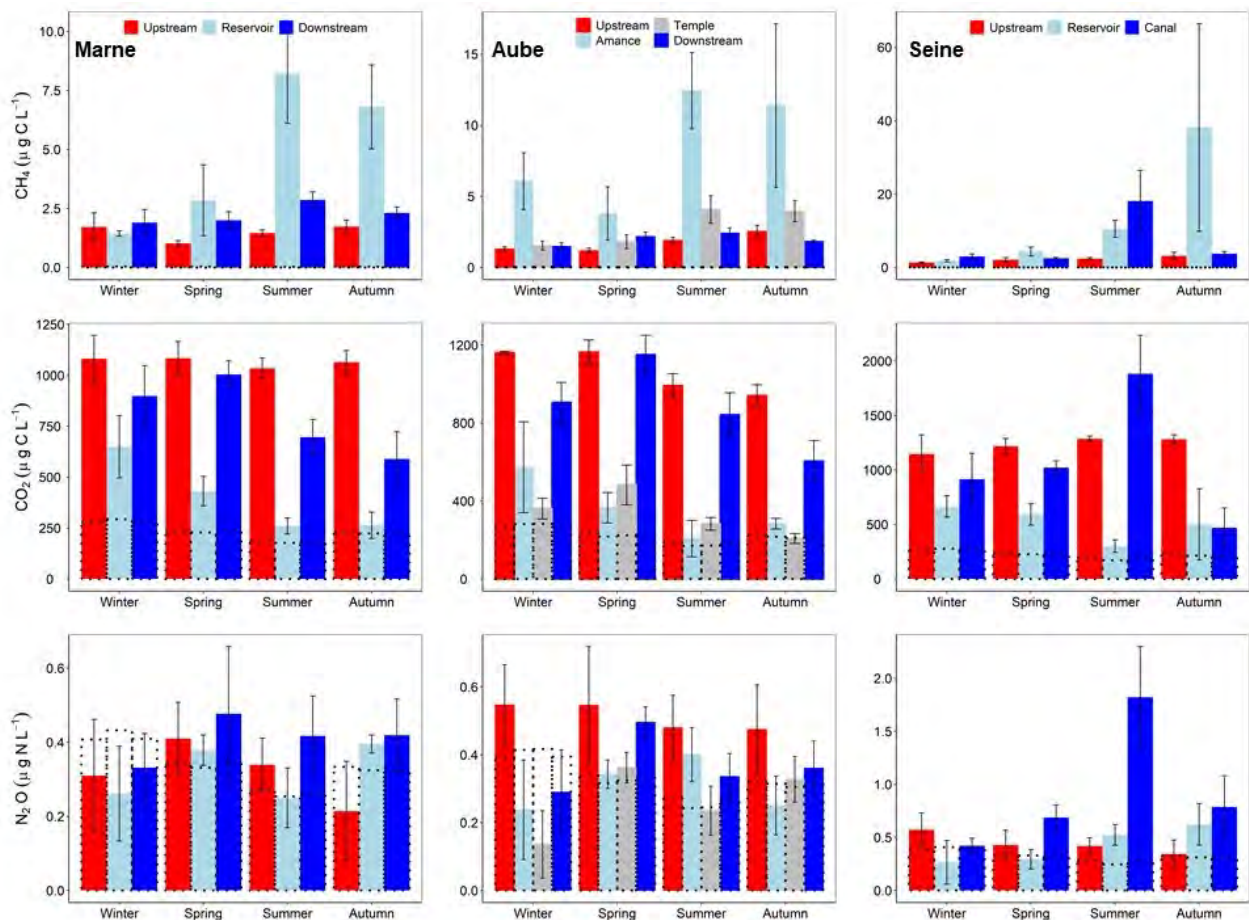 Marne
Upstream Reservoir Downstream
CH₄ (µg C L⁻¹)
10.0
7.5
5.0
2.5
0.0
Winter Spring Summer Autumn
Aube
Upstream Temple
Amance Downstream
15
10
5
0
Winter Spring Summer Autumn
Seine
Upstream Reservoir Canal
60
40
20
0
Winter Spring Summer Autumn
CO₂ (µg C L⁻¹)
1250
1000
750
500
250
0
Winter Spring Summer Autumn
1200
800
400
0
Winter Spring Summer Autumn
2000
1500
1000
500
0
Winter Spring Summer Autumn
N₂O (µg N L⁻¹)
0.6
0.4
0.2
0.0
Winter Spring Summer Autumn
0.6
0.4
0.2
0.0
Winter Spring Summer Autumn
2.0
1.5
1.0
0.5
0.0
Winter Spring Summer Autumn